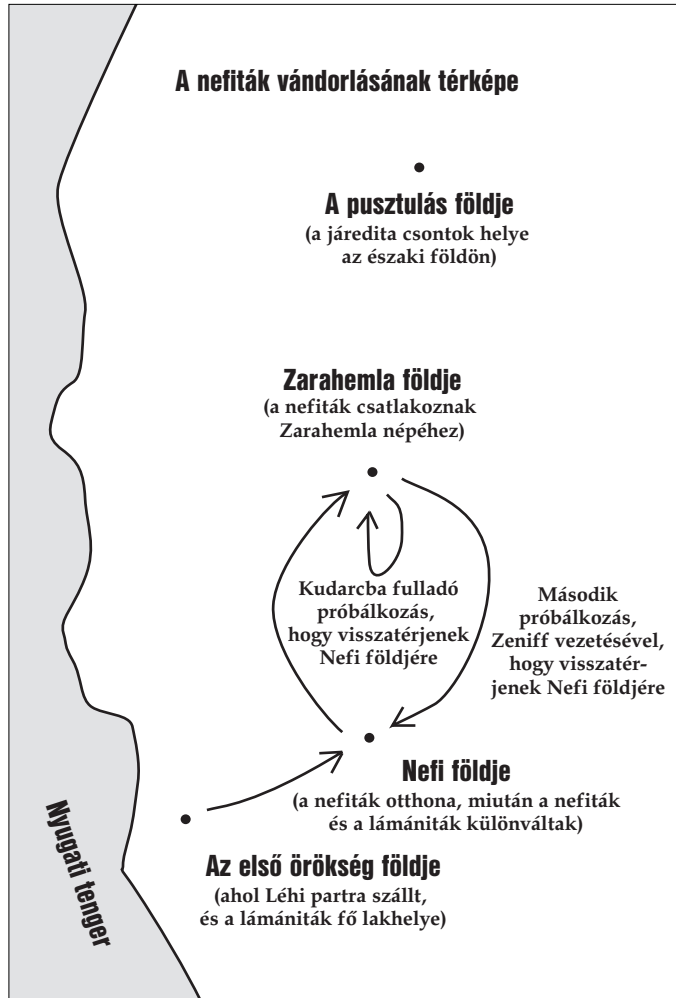 A nefiták vándorlásának térképe
A pusztulás földje
(a járedita csontok helye
az északi földön)
Zarahemla földje
(a nefiták csatlakoznak
Zarahemla népéhez)
Kudarcba fulladó
próbálkozás,
hogy visszatérjenek
Nefi földjére
Második
próbálkozás,
Zeniff vezetésével,
hogy visszatér-
jenek Nefi földjére
Nefi földje
(a nefiták otthona, miután a nefiták
és a lámániták különváltak)
Az első örökség földje
(ahol Léhi partra szállt,
és a lámániták fő lakhelye)
Nyugati tenger